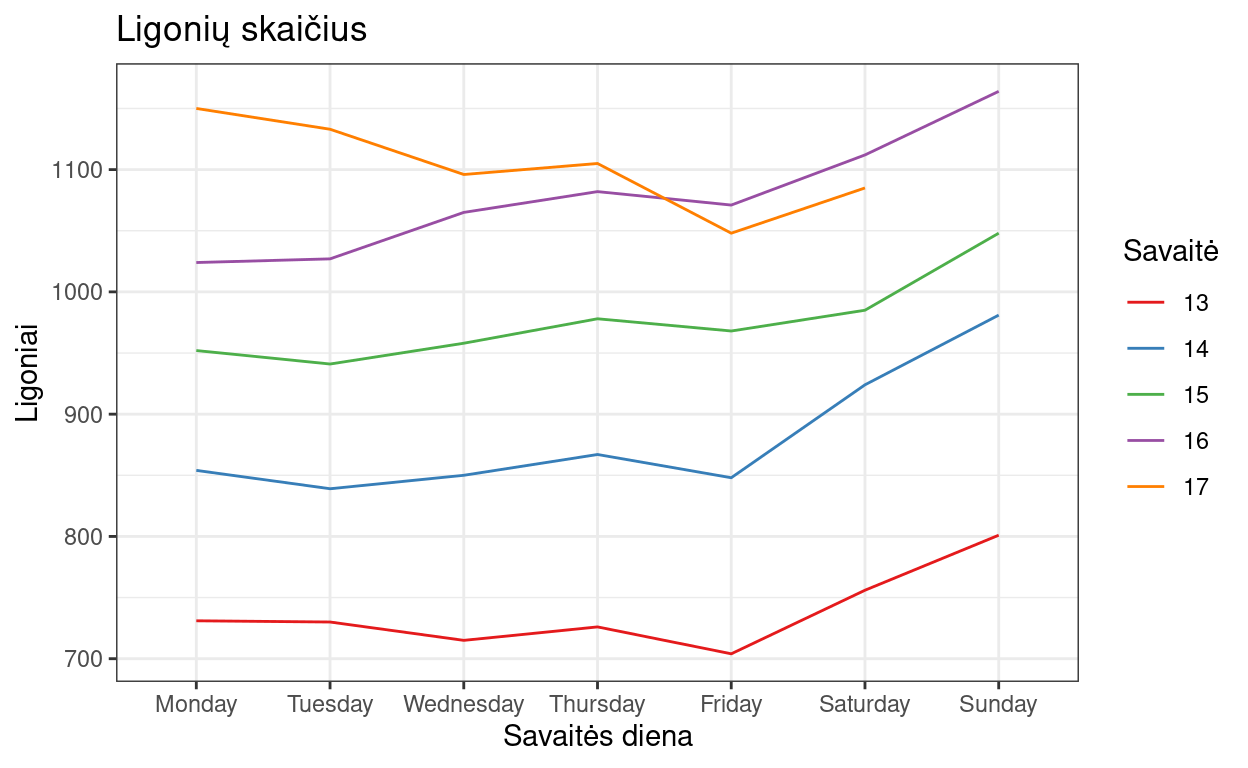 Ligonių skaičius
Ligoniai
1100
1000
900
800
700
Monday Tuesday Wednesday Thursday Friday Saturday Sunday
Savaitės diena
Savaitė
13
14
15
16
17